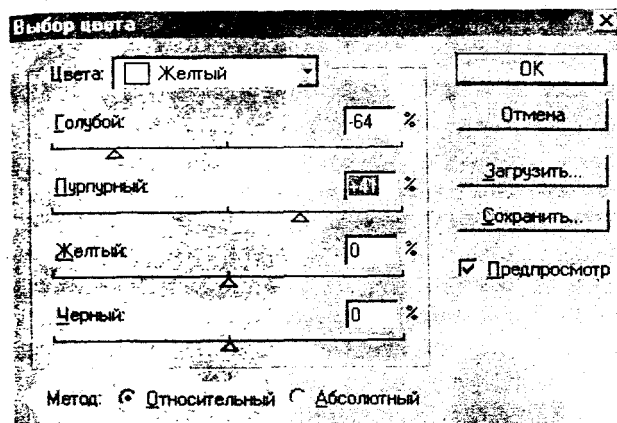 Выбор цвета
Цвета: Желтый
OK
Голубой: -64 %
Отмена
Пурпурный: +41 %
Загрузить...
Сохранить...
Желтый: 0 %
Предпросмотр
Черный: 0 %
Метод: Относительный Абсолютный